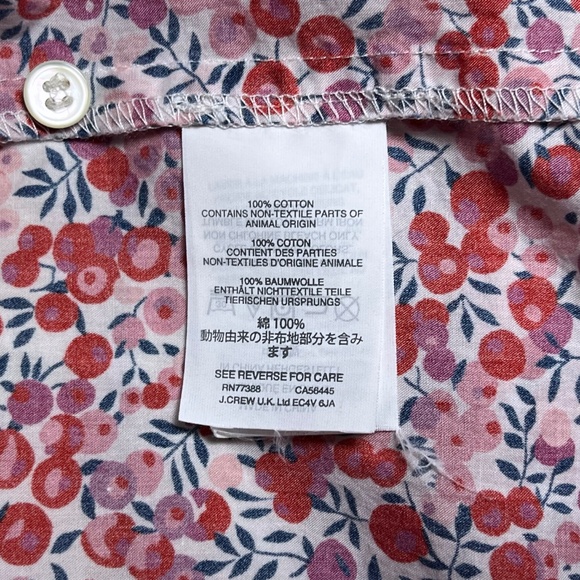 100% COTTON
CONTAINS NON-TEXTILE PARTS OF
ANIMAL ORIGIN
100% COTON
CONTIENT DES PARTIES
NON-TEXTILES D'ORIGINE ANIMALE
100% BAUMWOLLE
ENTHÄLT NICHTTEXTILE TEILE
TIERISCHEN URSPRUNGS
綿 100%
動物由来の非布地部分を含み
ます
SEE REVERSE FOR CARE
RN77388 CA56445
J.CREW U.K. Ltd EC4V 6JA